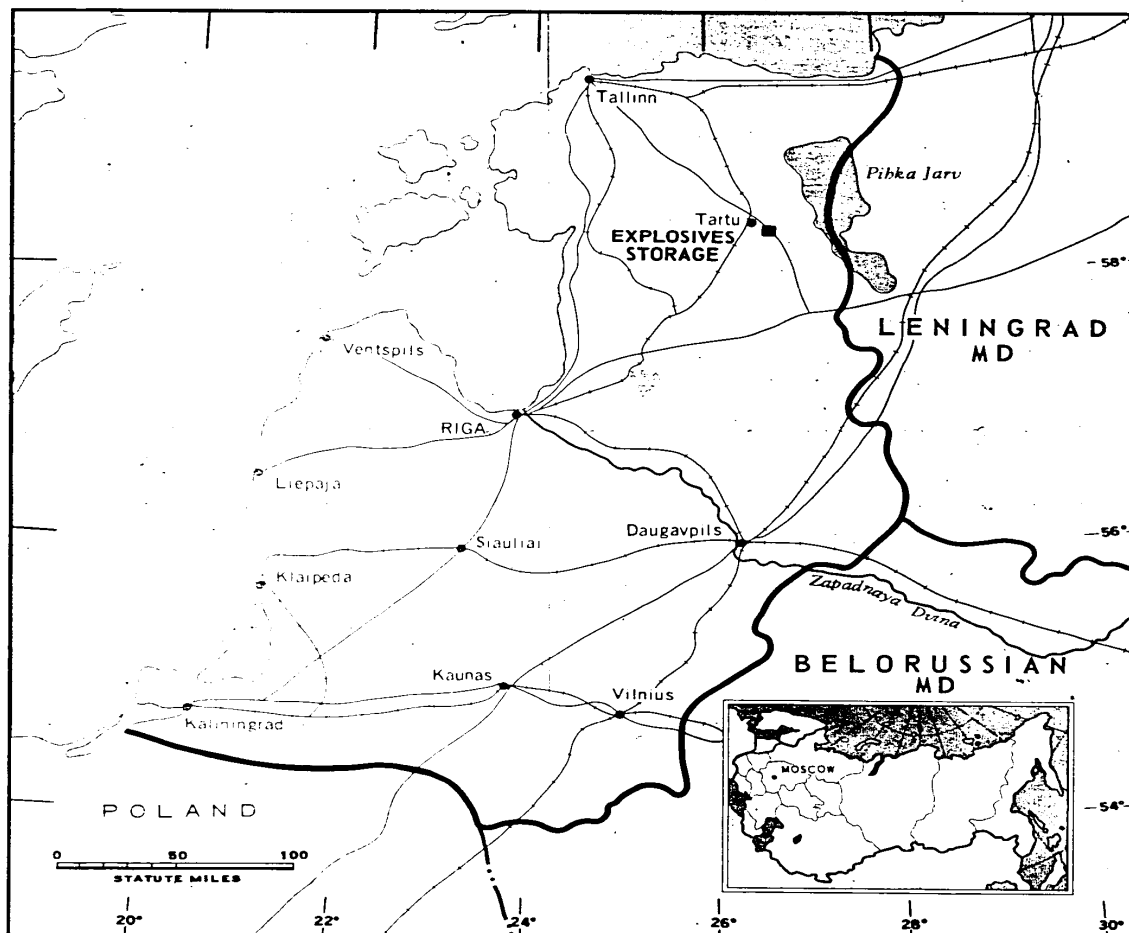 Tallinn
Pihka Jarv
Tartu
EXPLOSIVES
STORAGE
58°
LENINGRAD
MD
Ventspils
RIGA
Liepaja
56°
Daugavpils
Siauliai
Klaipeda
Zapadnaya Dvina
BELORUSSIAN
MD
Kaunas
Vilnius
Kaliningrad
MOSCOW
POLAND
54°
0 50 100
STATUTE MILES
20° 22° 24° 26° 28° 30°